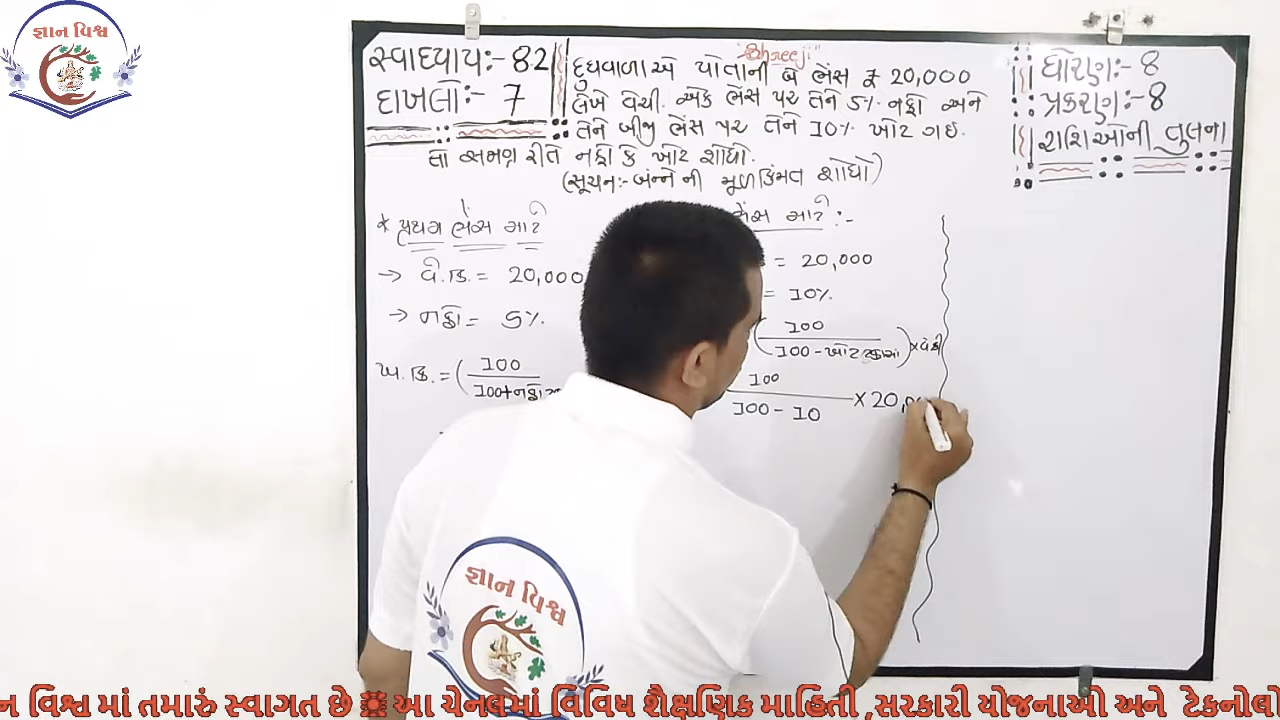 જ્ઞાન વિશ્વ
સ્વાધ્યાય:- 8.2
દાખલો:- 7
"Shreeji"
દુધવાળાએ પોતાની બે ભેંસ ₹ 20,000
લેખે વેચી. એક ભેંસ પર તેને 5% નફો અને
તેને બીજી ભેંસ પર તેને 10% ખોટ ગઈ.
તો સમગ્ર રીતે નફો કે ખોટ શોધો.
(સૂચન:- બંન્ને ની મૂળકિંમત શોધો)
ધોરણ:- 8
પ્રકરણ:- 8
રાશિઓની તુલના
* પ્રથમ ભેંસ માટે
→ વે.કિં. = 20,000
→ નફો = 5%
ખ.કિં. = (100
100+નફો
ભેંસ માટે :-
= 20,000
= 10%
(100
100 - ખોટ ટકામાં) × વે.કિં
100
100 - 10 × 20,0
જ્ઞાન વિશ્વ
ન વિશ્વ માં તમારું સ્વાગત છે આ ચેનલમાં વિવિધ શૈક્ષણિક માહિતી ,સરકારી યોજનાઓ અને ટેકનોલો